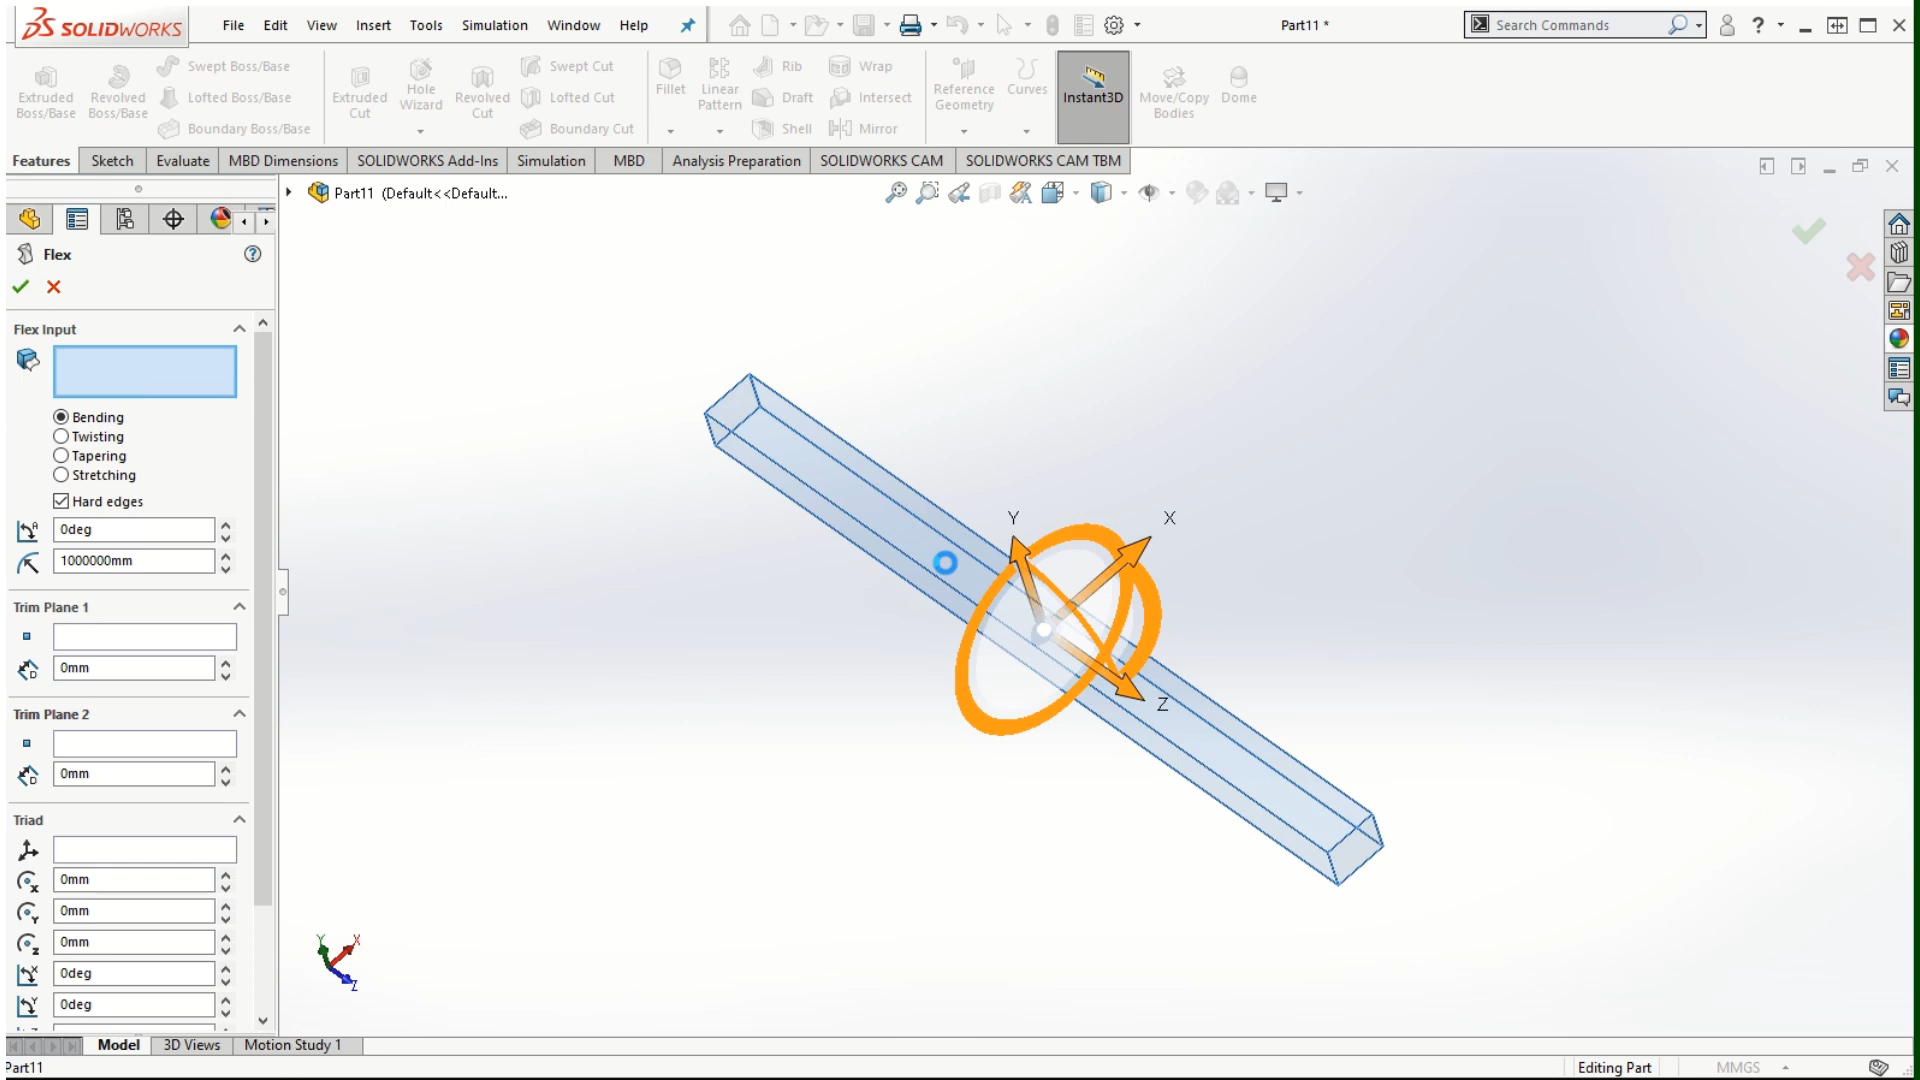 SOLIDWORKS
File Edit View Insert Tools Simulation Window Help
Part11 *
Search Commands
?
Extruded Boss/Base
Revolved Boss/Base
Swept Boss/Base
Lofted Boss/Base
Boundary Boss/Base
Extruded Cut
Hole Wizard
Revolved Cut
Swept Cut
Lofted Cut
Boundary Cut
Fillet
Linear Pattern
Rib
Draft
Shell
Wrap
Intersect
Mirror
Reference Geometry
Curves
Instant3D
Move/Copy Bodies
Dome
Features Sketch Evaluate MBD Dimensions SOLIDWORKS Add-Ins Simulation MBD Analysis Preparation SOLIDWORKS CAM SOLIDWORKS CAM TBM
Part11 (Default<<Default...
Flex
?
Flex Input
Bending
Twisting
Tapering
Stretching
Hard edges
0deg
1000000mm
Trim Plane 1
0mm
Trim Plane 2
0mm
Triad
0mm
0mm
0mm
0deg
0deg
Y
X
Z
Y
X
Z
Model 3D Views Motion Study 1
Part11
Editing Part
MMGS